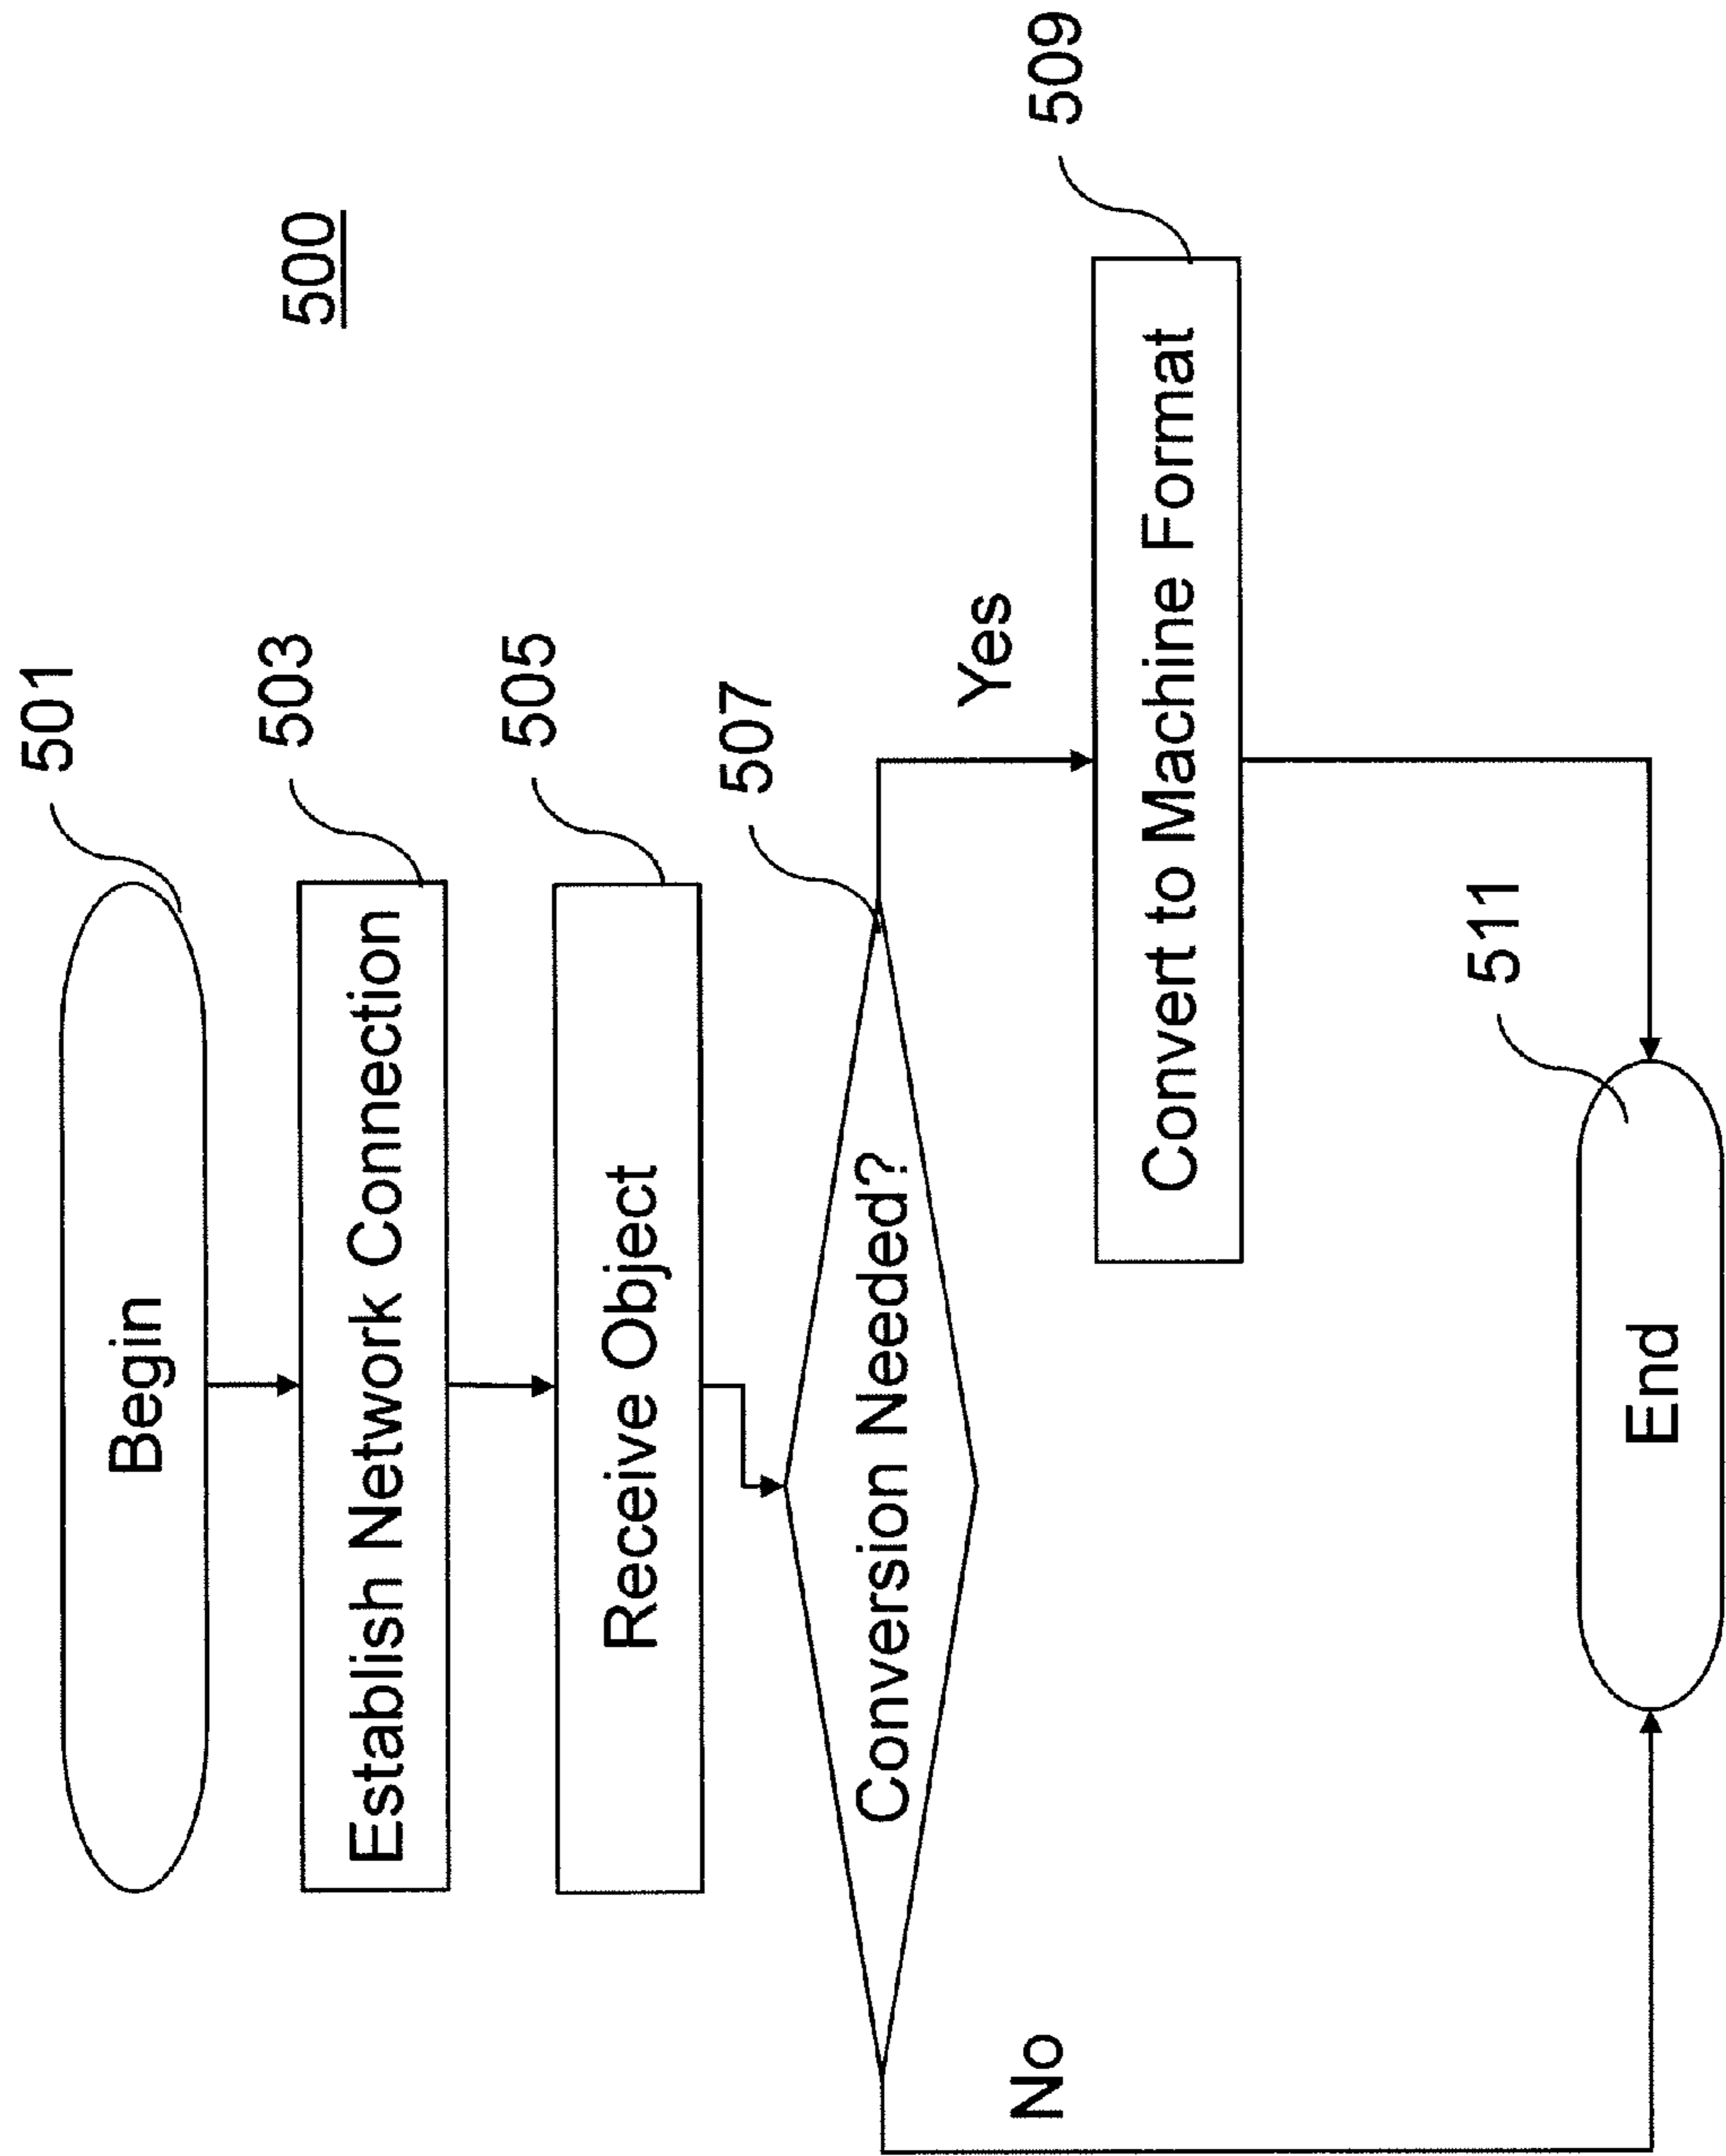 500
501
Begin
503
Establish Network Connection
505
Receive Object
507
Conversion Needed?
Yes
No
509
Convert to Machine Format
511
End